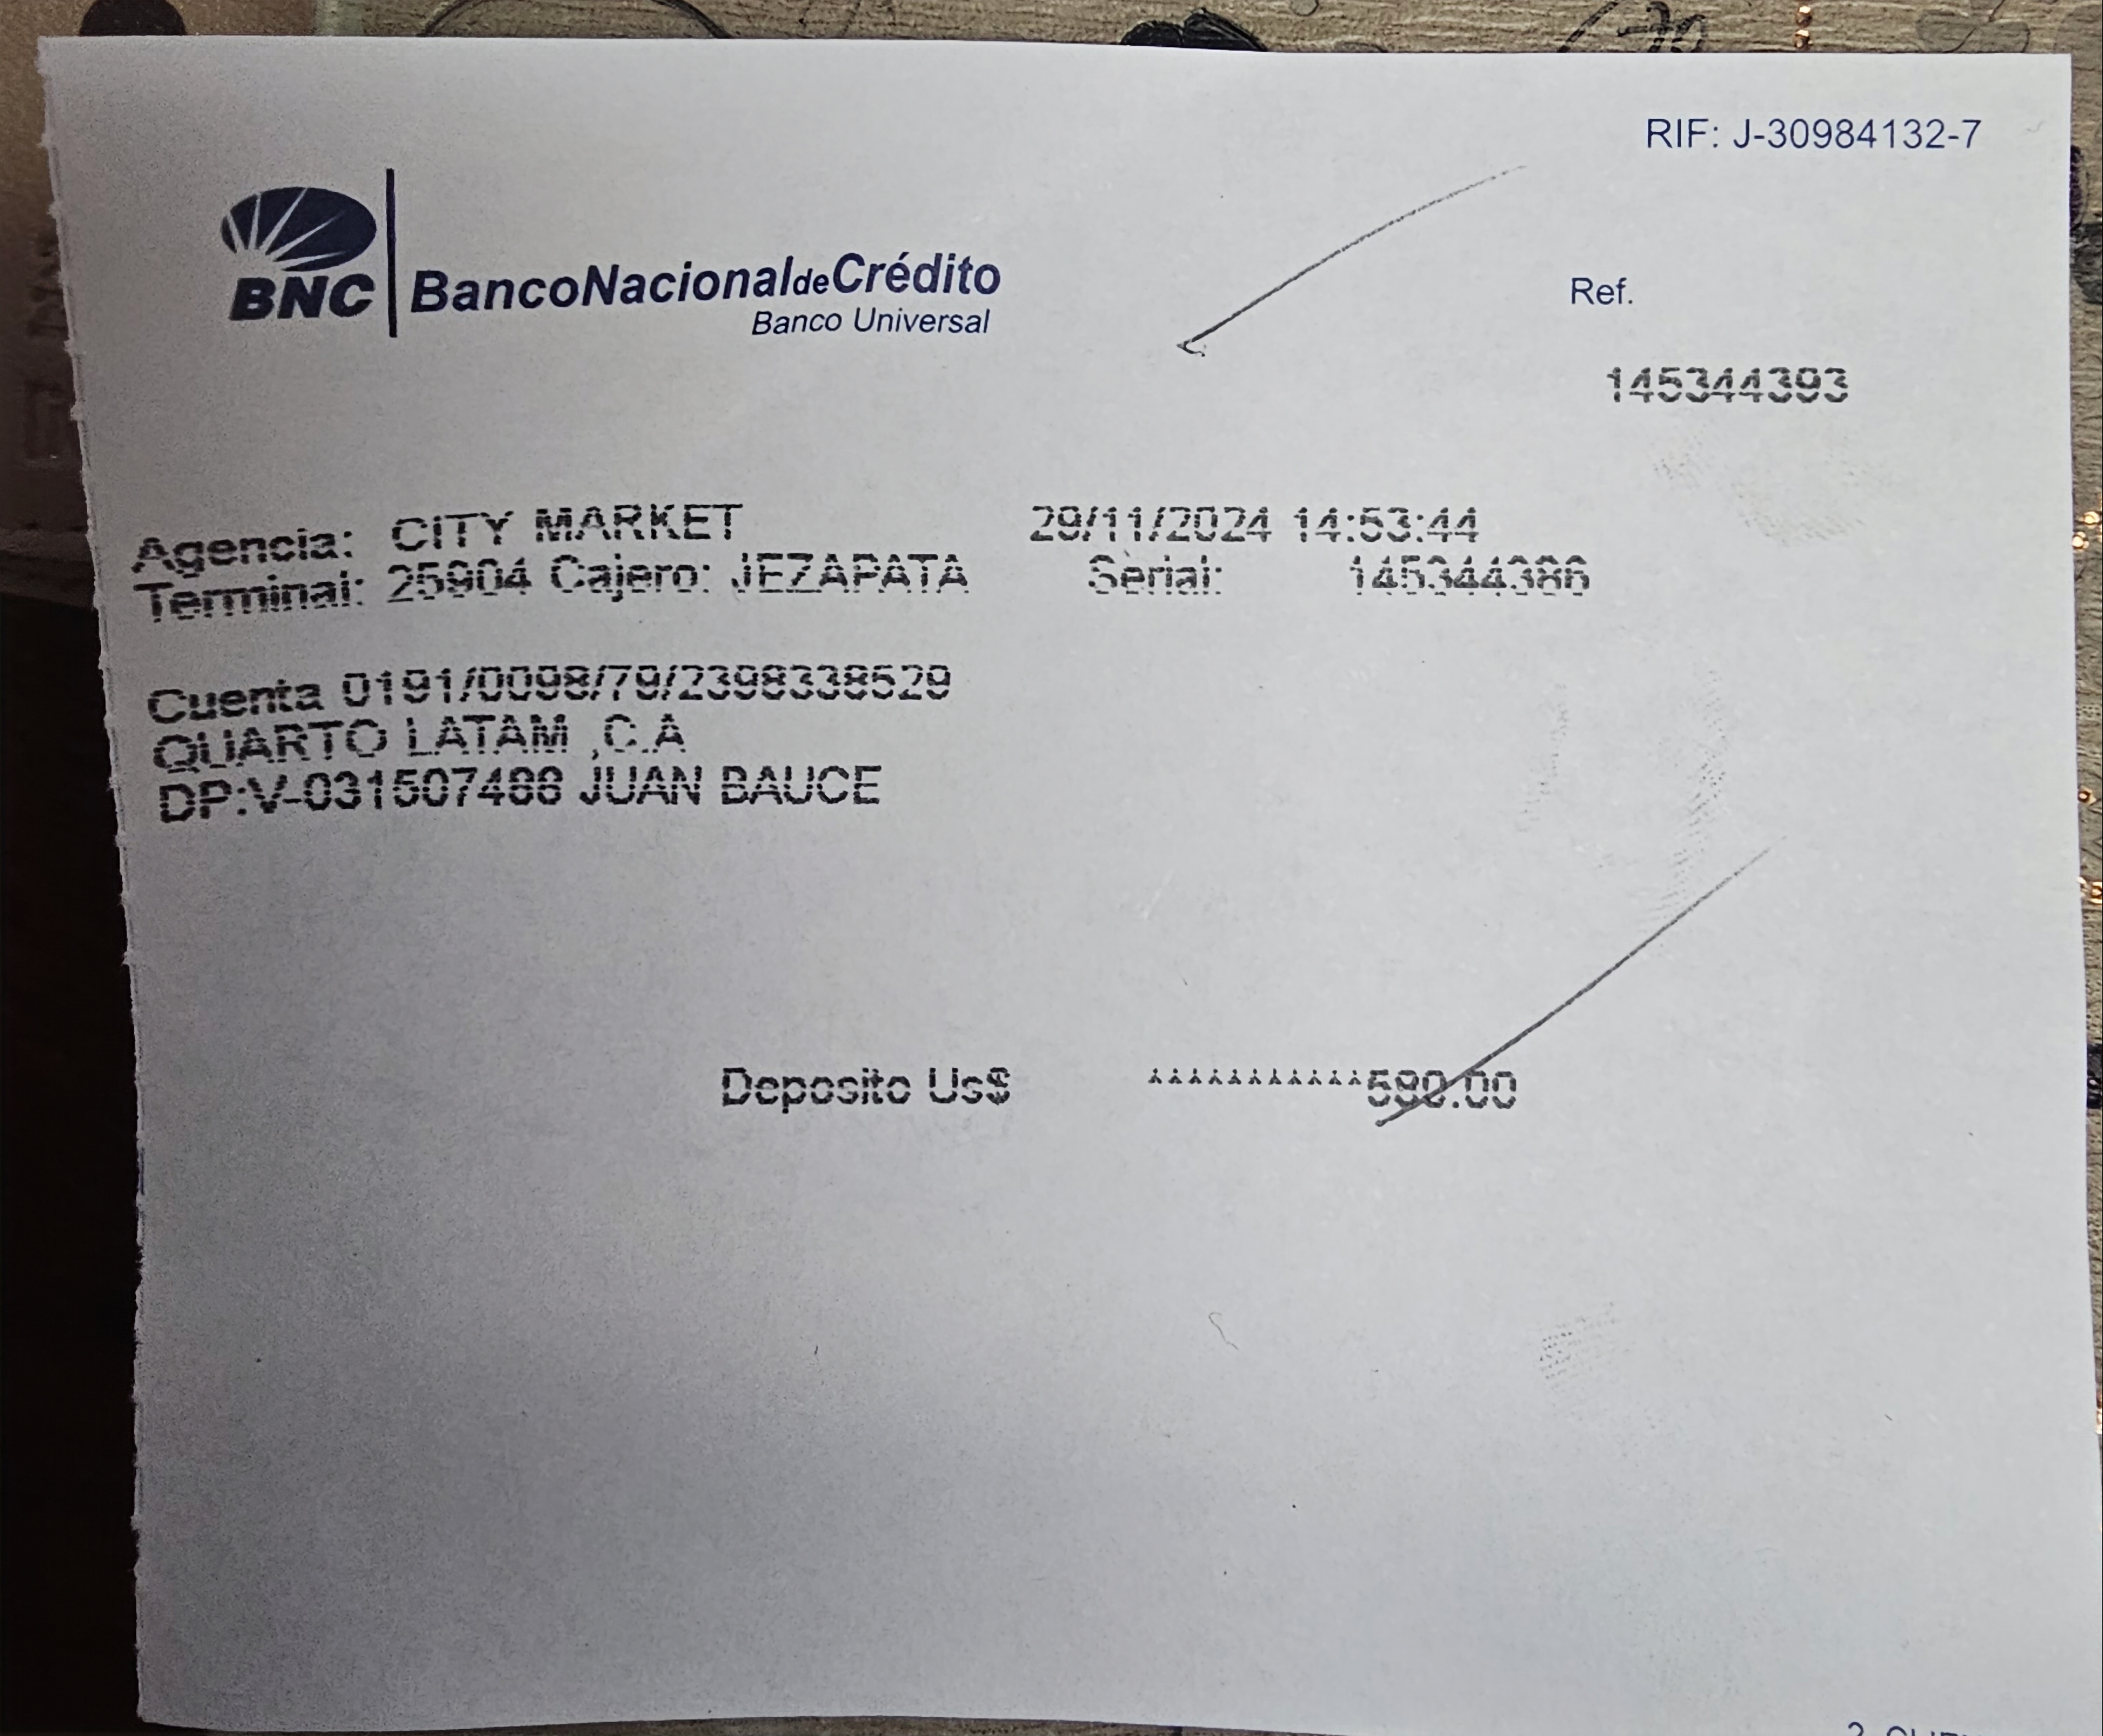 RIF: J-30984132-7
BNC BancoNacionaldeCrédito
Banco Universal
Ref.
145344393
Agencia: CITY MARKET 29/11/2024 14:53:44
Terminal: 25904 Cajero: JEZAPATA Serial: 145344386
Cuenta 0191/0098/79/2398338529
QUARTO LATAM ,C.A
DP:V-031507488 JUAN BAUCE
Deposito Us$ ***********580.00